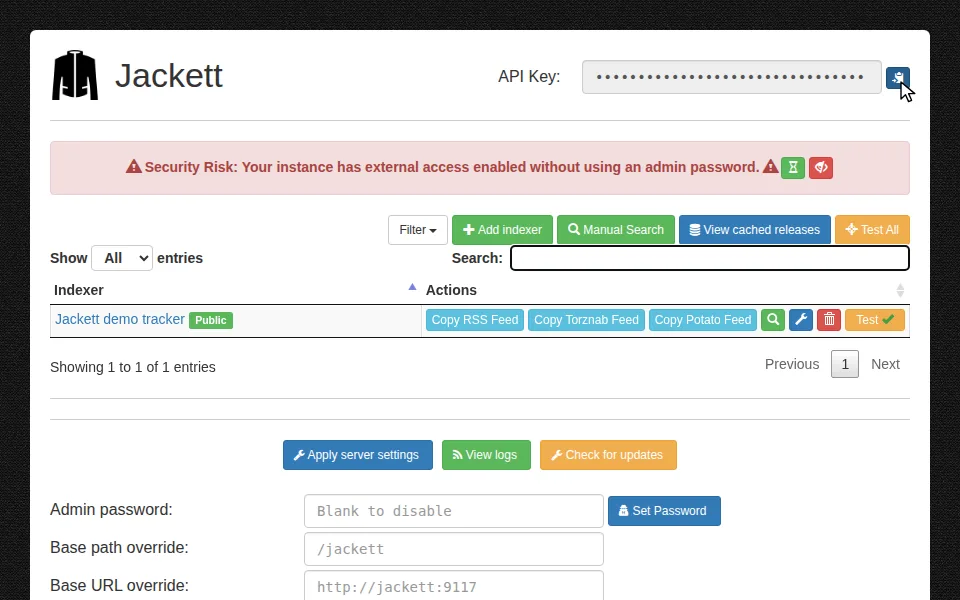 Jackett
API Key: ••••••••••••••••••••••••••••••••
Security Risk: Your instance has external access enabled without using an admin password.
Filter Add indexer Manual Search View cached releases Test All
Show All entries Search:
Indexer Actions
Jackett demo tracker Public Copy RSS Feed Copy Torznab Feed Copy Potato Feed Test
Showing 1 to 1 of 1 entries Previous 1 Next
Apply server settings View logs Check for updates
Admin password: Blank to disable Set Password
Base path override: /jackett
Base URL override: http://jackett:9117